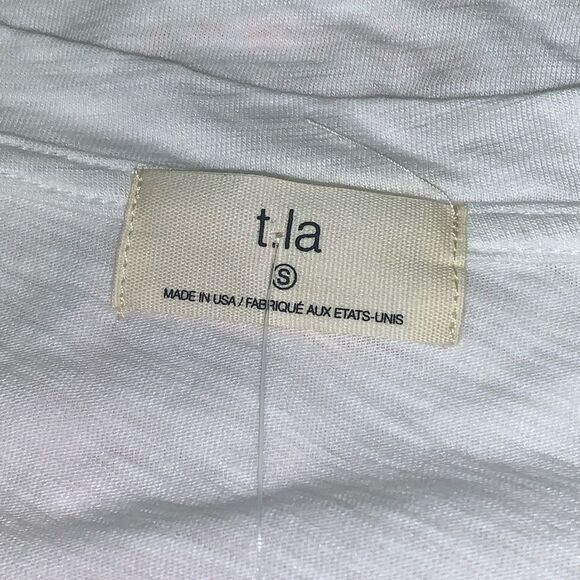 t.la
S
MADE IN USA / FABRIQUÉ AUX ETATS-UNIS